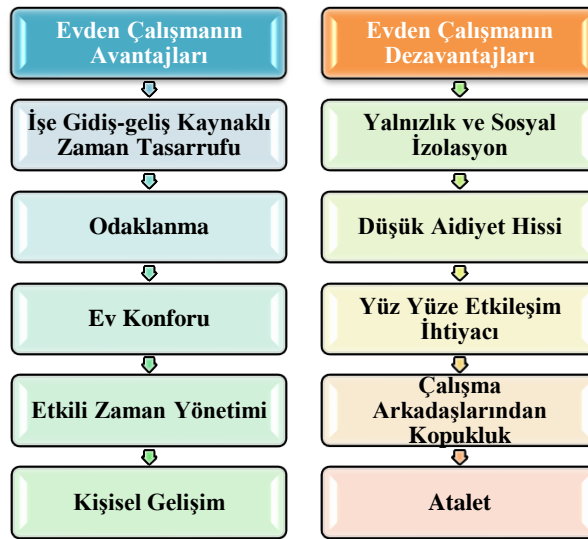 Evden Çalışmanın
Avantajları
İşe Gidiş-geliş Kaynaklı
Zaman Tasarrufu
Odaklanma
Ev Konforu
Etkili Zaman Yönetimi
Kişisel Gelişim
Evden Çalışmanın
Dezavantajları
Yalnızlık ve Sosyal
İzolasyon
Düşük Aidiyet Hissi
Yüz Yüze Etkileşim
İhtiyacı
Çalışma
Arkadaşlarından
Kopukluk
Atalet